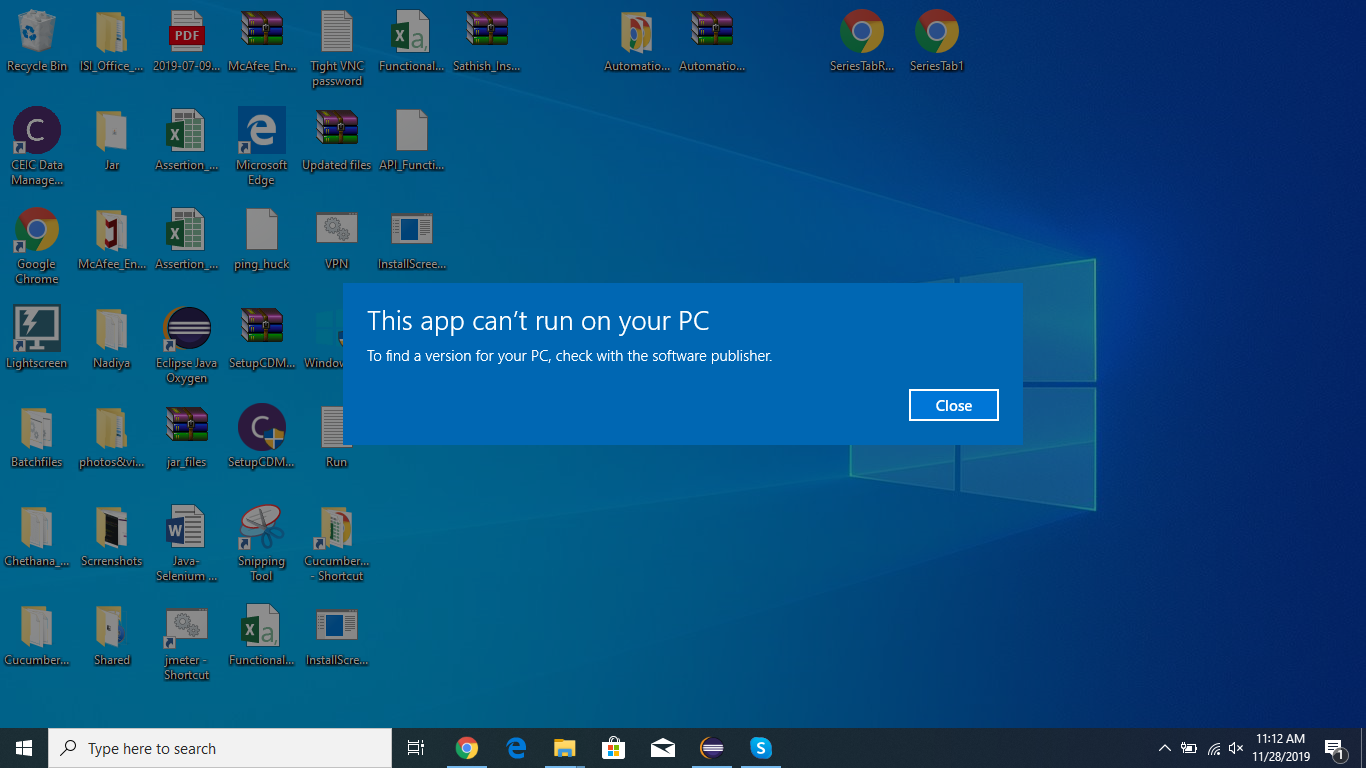 Recycle Bin
ISI_Office_...
2019-07-09...
McAfee_En...
Tight VNC
password
Functional...
Sathish_Ins...
Automatio...
Automatio...
SeriesTabR...
SeriesTab1
PDF
a,
C
CEIC Data
Manage...
Jar
Assertion_...
Microsoft
Edge
Updated files
API_Functi...
Google
Chrome
McAfee_En...
Assertion_...
ping_huck
VPN
InstallScree...
This app can't run on your PC
To find a version for your PC, check with the software publisher.
Close
Lightscreen
Nadiya
Eclipse Java
Oxygen
SetupCDM...
Window
Batchfiles
photos&vi...
jar_files
C
SetupCDM...
Run
Chethana_...
Scrrenshots
W
Java-
Selenium ...
Snipping
Tool
Cucumber...
- Shortcut
Cucumber...
Shared
jmeter -
Shortcut
a,
Functional...
InstallScre...
Type here to search
11:12 AM
11/28/2019
1